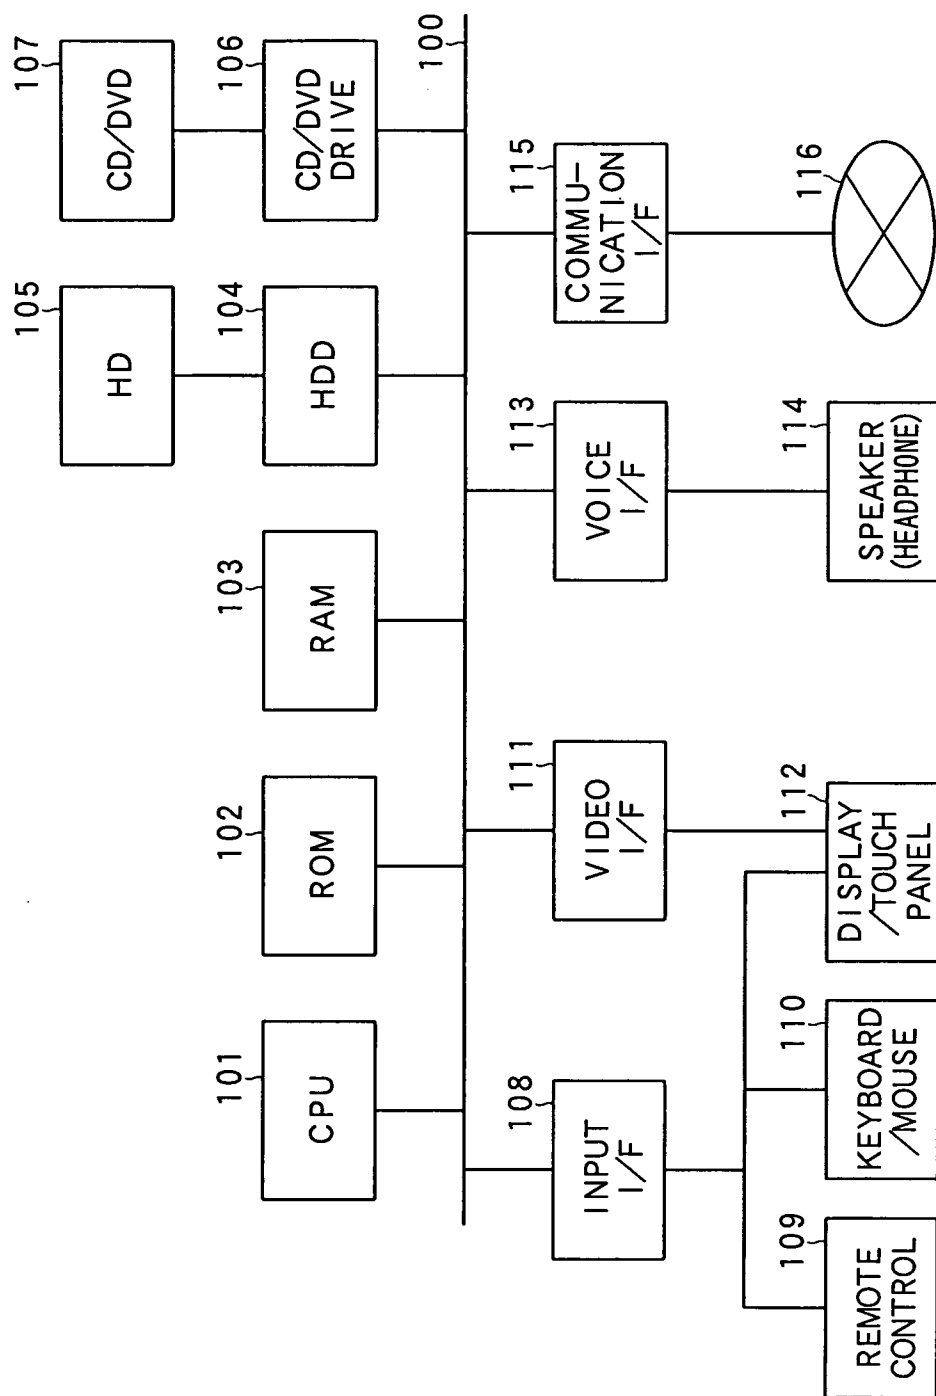 107
CD/DVD
106
CD/DVD
DRIVE
100
105
HD
104
HDD
103
RAM
102
ROM
101
CPU
115
COMMU-
NICATION
I/F
116
113
VOICE
I/F
114
SPEAKER
(HEADPHONE)
111
VIDEO
I/F
112
DISPLAY
/TOUCH
PANEL
108
INPUT
I/F
110
KEYBOARD
/MOUSE
109
REMOTE
CONTROL